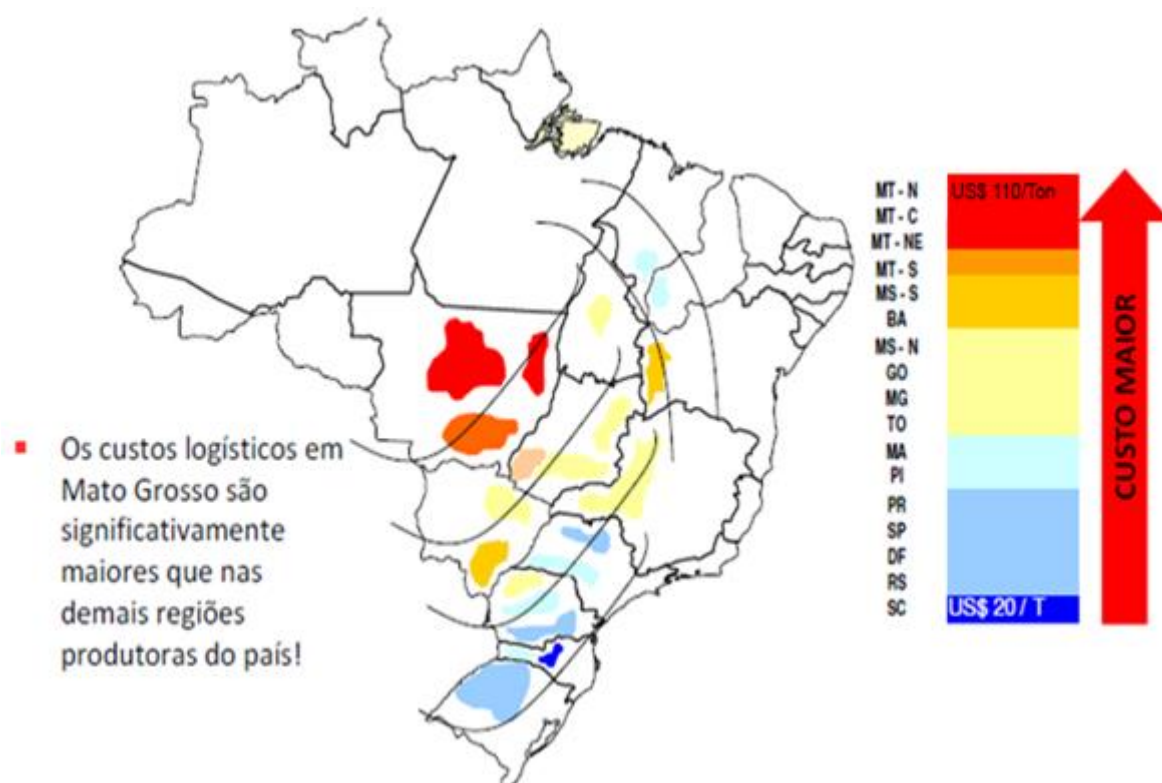 ▪ Os custos logísticos em
Mato Grosso são
significativamente
maiores que nas
demais regiões
produtoras do país!
MT - N
MT - C
MT - NE
MT - S
MS - S
BA
MS - N
GO
MG
TO
MA
PI
PR
SP
DF
RS
SC
US$ 110/Ton
US$ 20 / T
CUSTO MAIOR